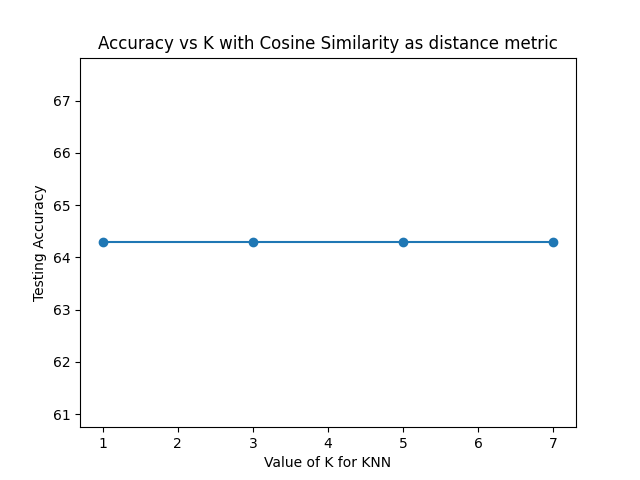 Accuracy vs K with Cosine Similarity as distance metric
67
66
65
64
63
62
61
Testing Accuracy
1 2 3 4 5 6 7
Value of K for KNN